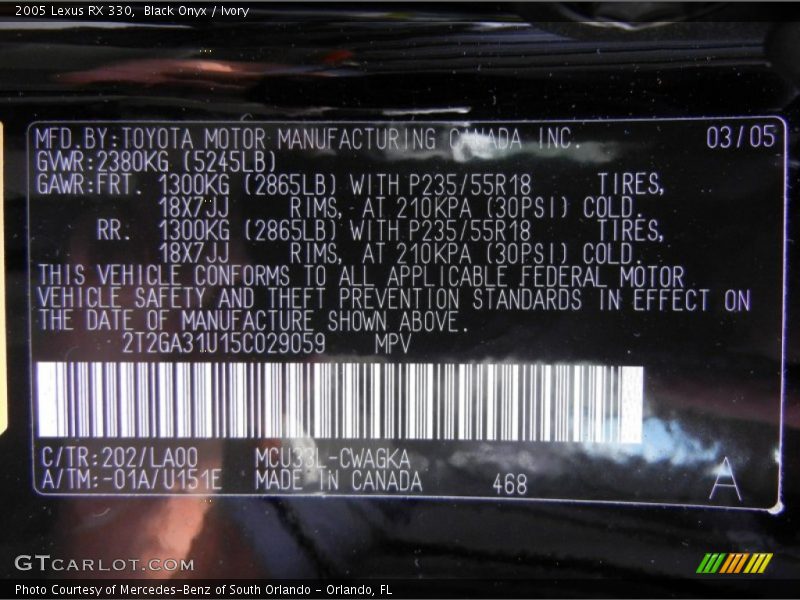 2005 Lexus RX 330, Black Onyx / Ivory
MFD.BY:TOYOTA MOTOR MANUFACTURING CANADA INC. 03/05
GVWR:2380KG (5245LB)
GAWR:FRT. 1300KG (2865LB) WITH P235/55R18 TIRES,
18X7JJ RIMS, AT 210KPA (30PSI) COLD.
RR. 1300KG (2865LB) WITH P235/55R18 TIRES,
18X7JJ RIMS, AT 210KPA (30PSI) COLD.
THIS VEHICLE CONFORMS TO ALL APPLICABLE FEDERAL MOTOR
VEHICLE SAFETY AND THEFT PREVENTION STANDARDS IN EFFECT ON
THE DATE OF MANUFACTURE SHOWN ABOVE.
2T2GA31U15C029059 MPV
C/TR:202/LA00 MCU33L-CWAGKA
A/TM:-01A/U151E MADE IN CANADA 468 A
GTCARLOT.COM
Photo Courtesy of Mercedes-Benz of South Orlando - Orlando, FL